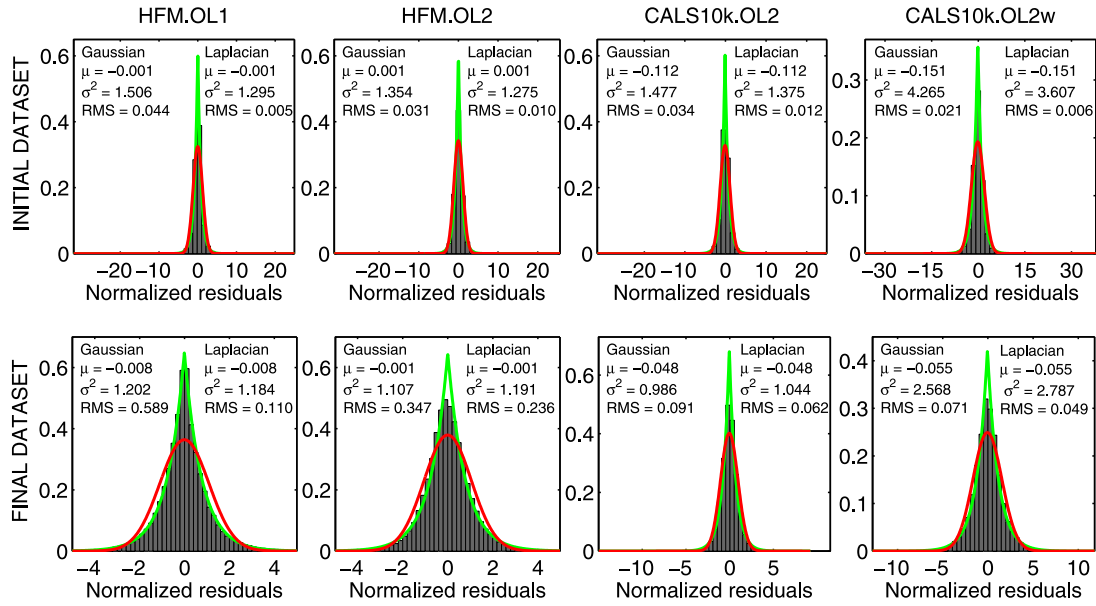 HFM.OL1 HFM.OL2 CALS10k.OL2 CALS10k.OL2w
INITIAL DATASET
0.6
0.4
0.2
0
Gaussian
μ = −0.001
σ² = 1.506
RMS = 0.044
Laplacian
μ = −0.001
σ² = 1.295
RMS = 0.005
−20 −10 0 10 20
Normalized residuals
0.6
0.4
0.2
0
Gaussian
μ = 0.001
σ² = 1.354
RMS = 0.031
Laplacian
μ = 0.001
σ² = 1.275
RMS = 0.010
−20 −10 0 10 20
Normalized residuals
0.6
0.4
0.2
0
Gaussian
μ = −0.112
σ² = 1.477
RMS = 0.034
Laplacian
μ = −0.112
σ² = 1.375
RMS = 0.012
−20 −10 0 10 20
Normalized residuals
0.3
0.2
0.1
0
Gaussian
μ = −0.151
σ² = 4.265
RMS = 0.021
Laplacian
μ = −0.151
σ² = 3.607
RMS = 0.006
−30 −15 0 15 30
Normalized residuals
FINAL DATASET
0.6
0.4
0.2
0
Gaussian
μ = −0.008
σ² = 1.202
RMS = 0.589
Laplacian
μ = −0.008
σ² = 1.184
RMS = 0.110
−4 −2 0 2 4
Normalized residuals
0.6
0.4
0.2
0
Gaussian
μ = −0.001
σ² = 1.107
RMS = 0.347
Laplacian
μ = −0.001
σ² = 1.191
RMS = 0.236
−4 −2 0 2 4
Normalized residuals
0.6
0.4
0.2
0
Gaussian
μ = −0.048
σ² = 0.986
RMS = 0.091
Laplacian
μ = −0.048
σ² = 1.044
RMS = 0.062
−10 −5 0 5
Normalized residuals
0.4
0.3
0.2
0.1
0
Gaussian
μ = −0.055
σ² = 2.568
RMS = 0.071
Laplacian
μ = −0.055
σ² = 2.787
RMS = 0.049
−10 −5 0 5 10
Normalized residuals